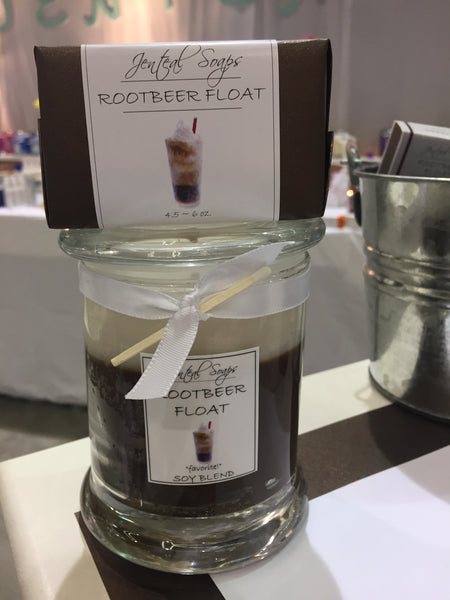 Jenteal Soaps
ROOTBEER FLOAT
4.5 ~ 6 oz.
Jenteal Soaps
ROOTBEER
FLOAT
"favorite!"
SOY BLEND